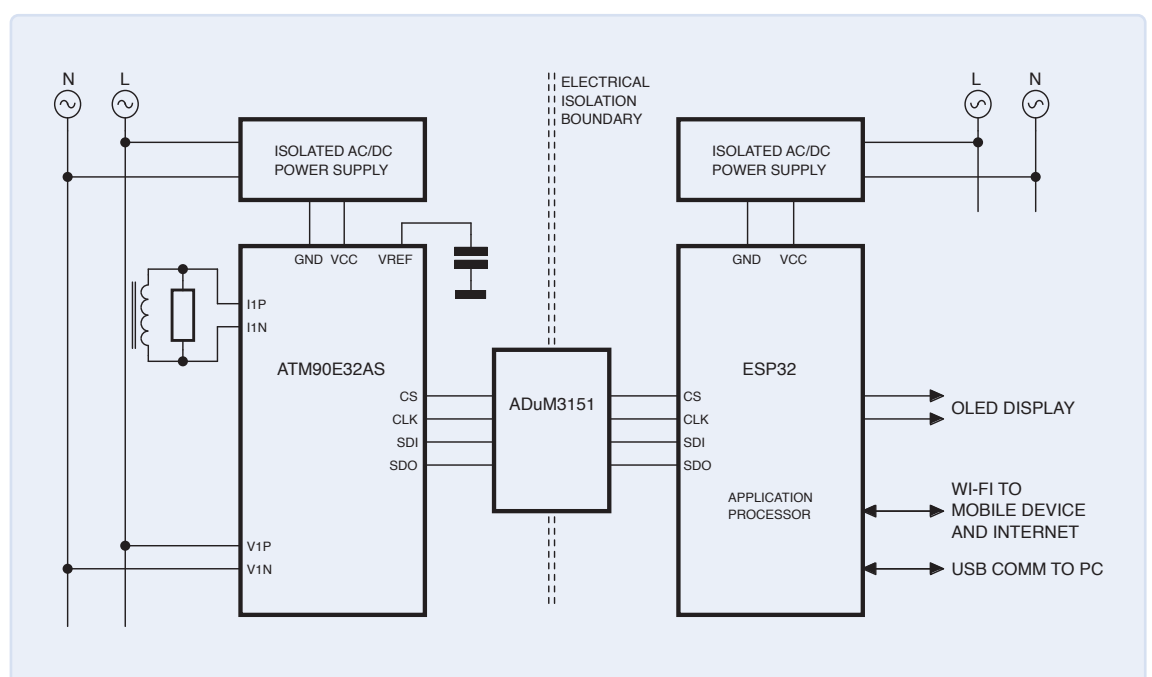 N
L
ELECTRICAL
ISOLATION
BOUNDARY
L
N
ISOLATED AC/DC
POWER SUPPLY
ISOLATED AC/DC
POWER SUPPLY
GND VCC VREF
GND VCC
I1P
I1N
ATM90E32AS
ADuM3151
ESP32
CS
CLK
SDI
SDO
CS
CLK
SDI
SDO
OLED DISPLAY
APPLICATION
PROCESSOR
WI-FI TO
MOBILE DEVICE
AND INTERNET
V1P
V1N
USB COMM TO PC